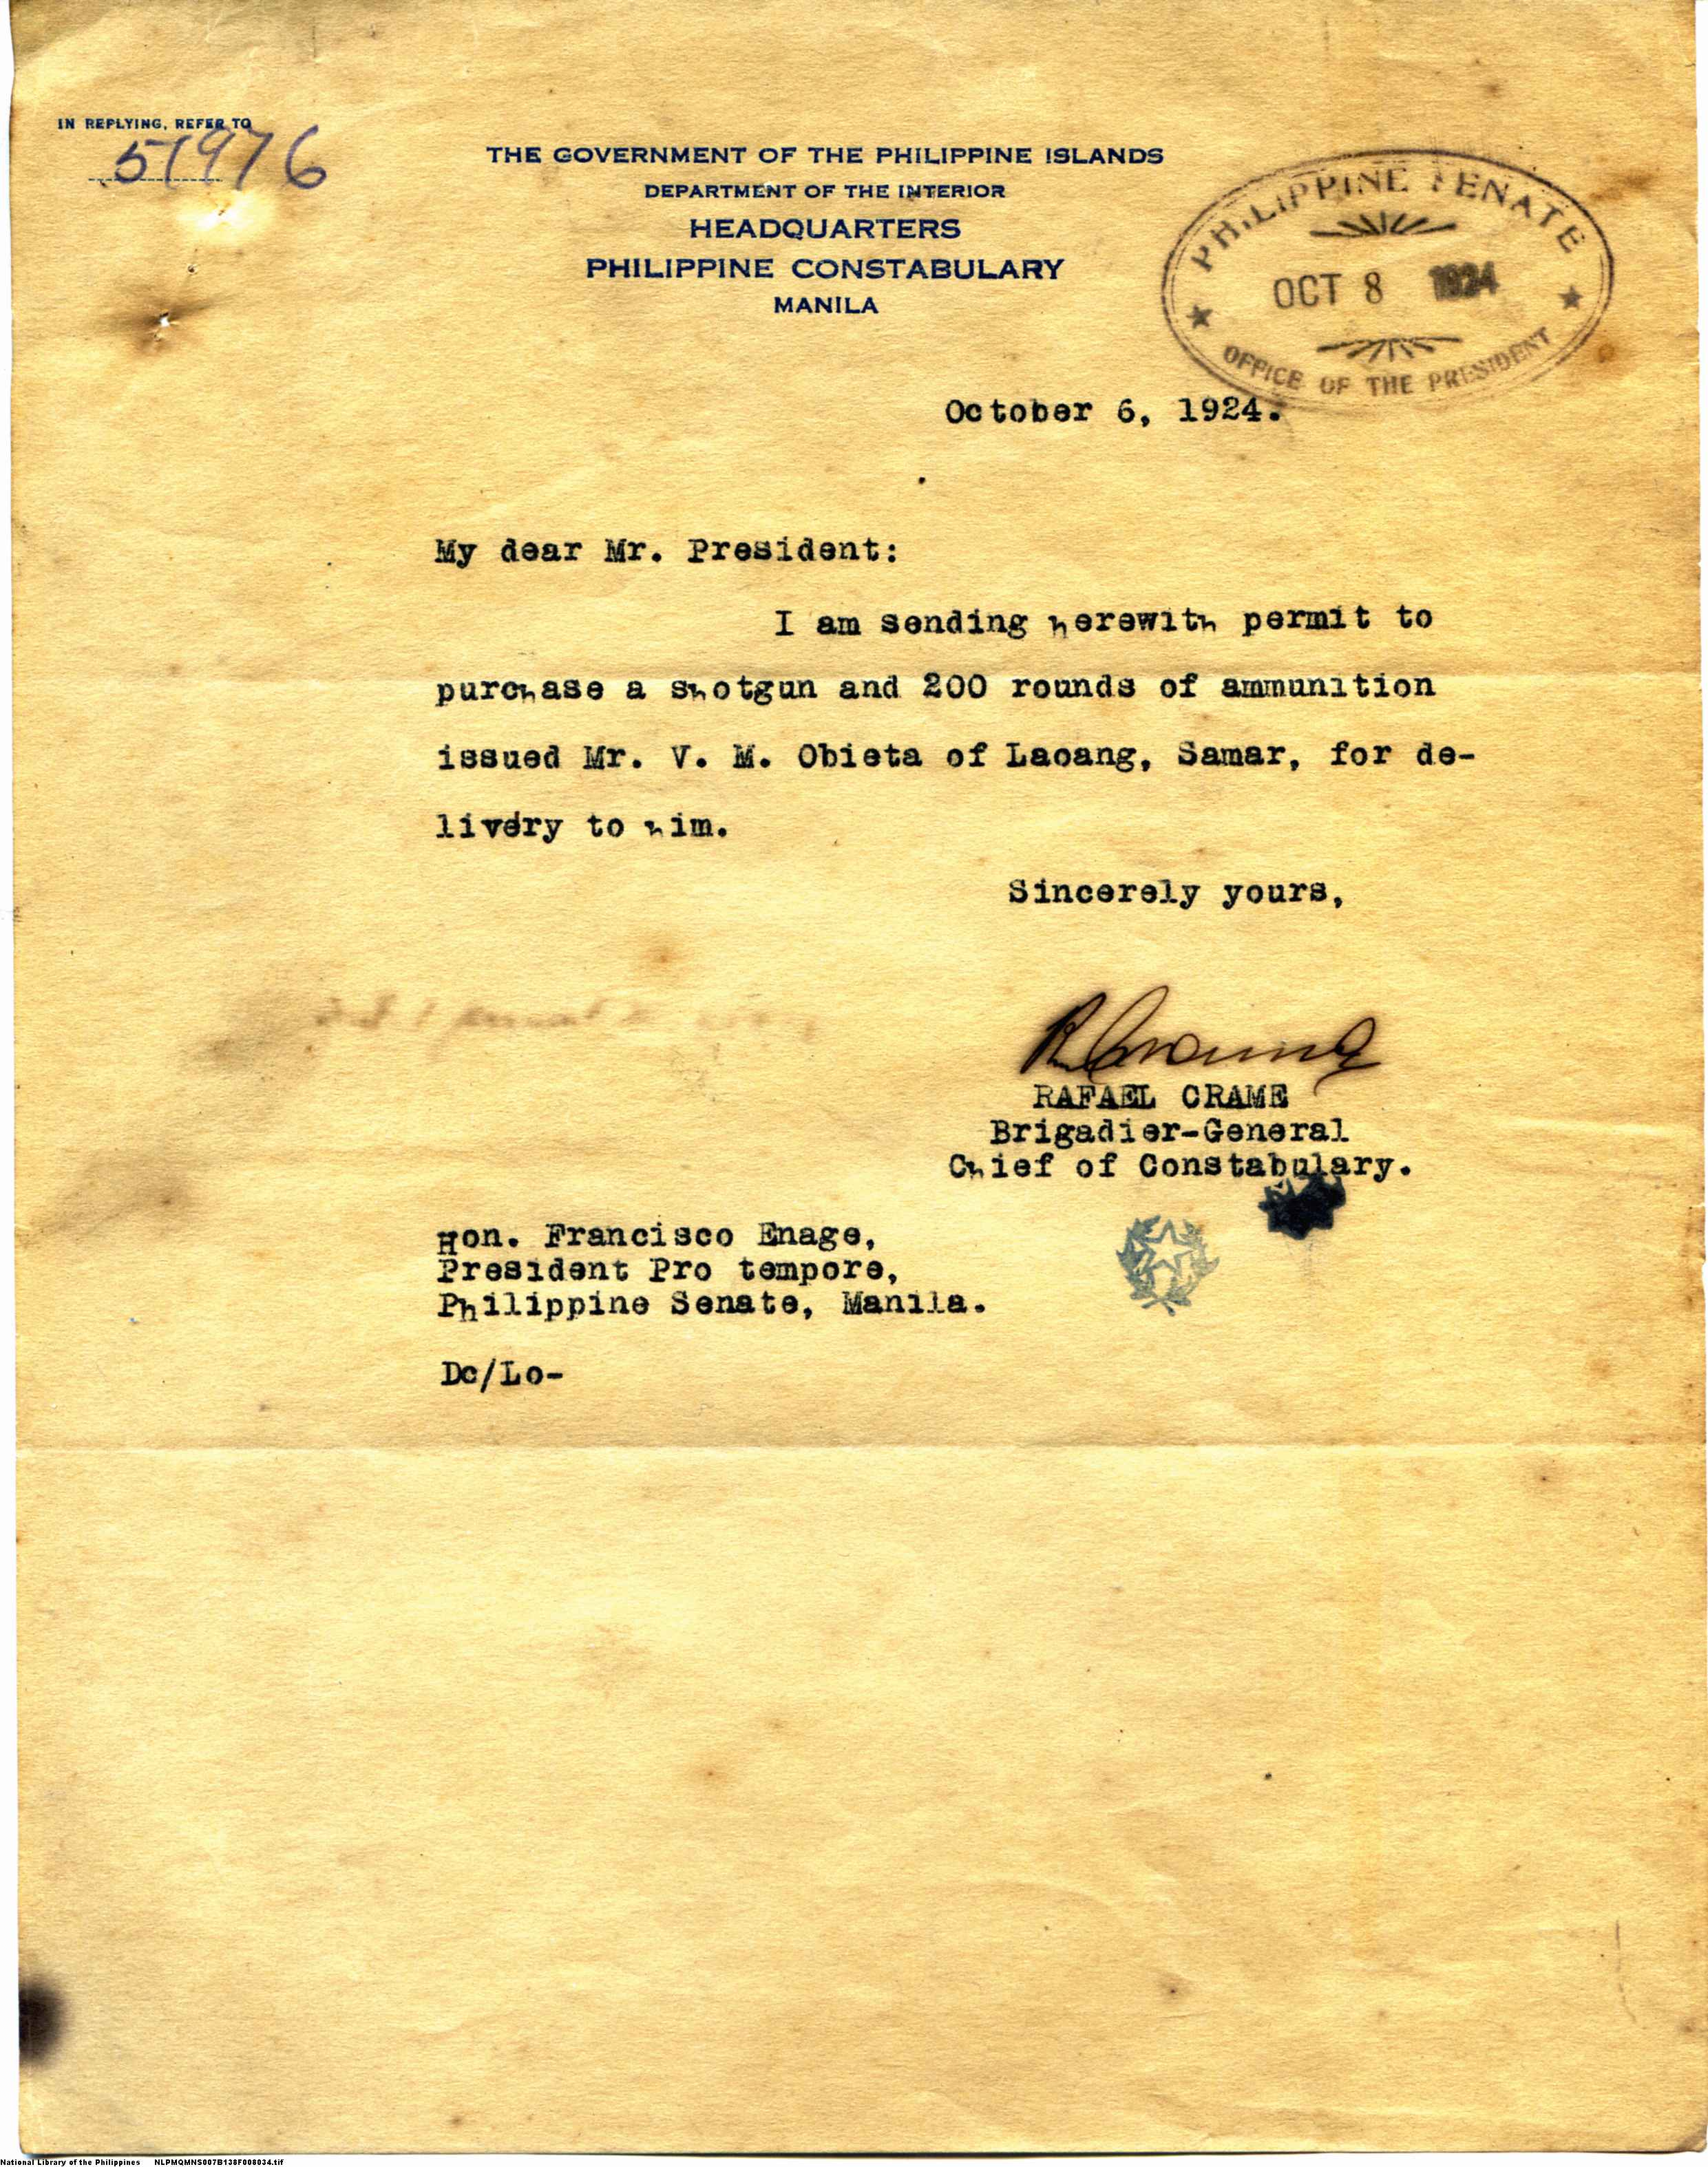 IN REPLYING, REFER TO
51976
THE GOVERNMENT OF THE PHILIPPINE ISLANDS
DEPARTMENT OF THE INTERIOR
HEADQUARTERS
PHILIPPINE CONSTABULARY
MANILA
PHILIPPINE SENATE
OCT 8 1924
OFFICE OF THE PRESIDENT
October 6, 1924.
My dear Mr. President:
I am sending herewith permit to
purchase a shotgun and 200 rounds of ammunition
issued Mr. V. M. Obieta of Laoang, Samar, for de-
livery to him.
Sincerely yours,
RCrame
RAFAEL CRAME
Brigadier-General
Chief of Constabulary.
Hon. Francisco Enage,
President Pro tempore,
Philippine Senate, Manila.
Dc/Lo-
National Library of the Philippines NLPMQMNS007B138F008034.tif